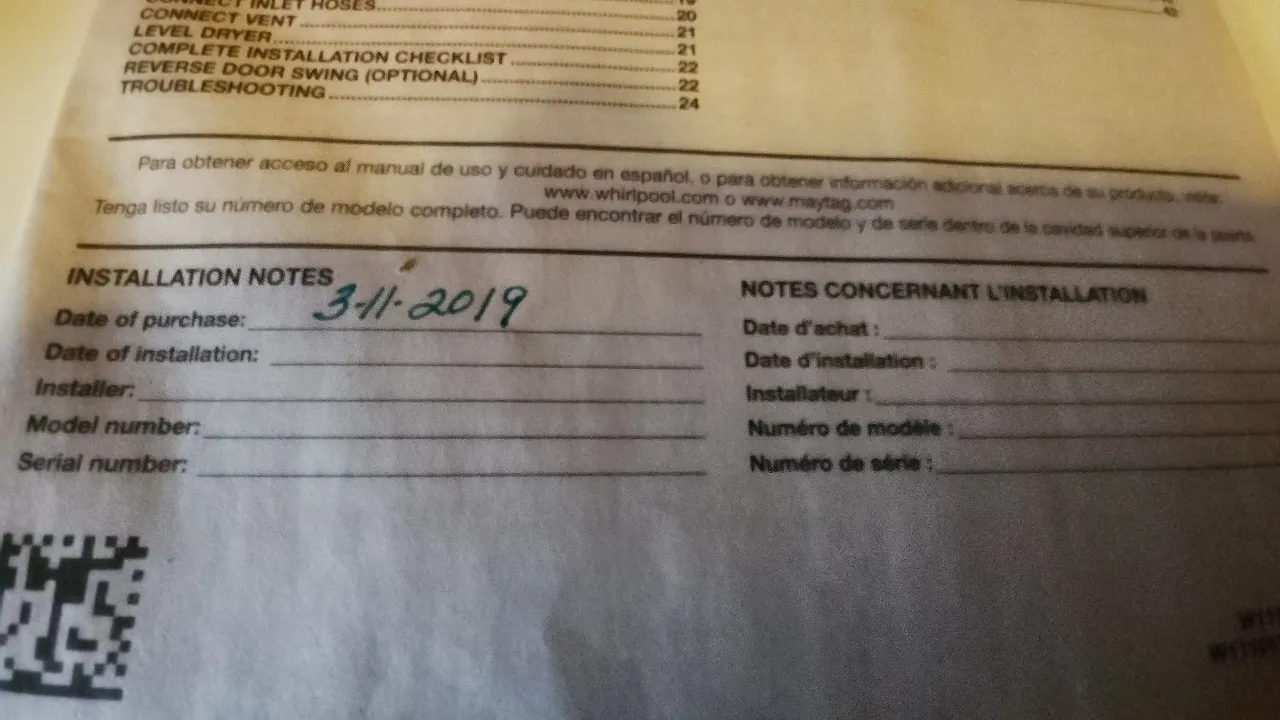 CONNECT INLET HOSES 19
CONNECT VENT 20
LEVEL DRYER 21
COMPLETE INSTALLATION CHECKLIST 21
REVERSE DOOR SWING (OPTIONAL) 22
TROUBLESHOOTING 22
24
Para obtener acceso al manual de uso y cuidado en español, o para obtener información adicional acerca de su producto, visite:
www.whirlpool.com o www.maytag.com
Tenga listo su número de modelo completo. Puede encontrar el número de modelo y de serie dentro de la cavidad superior de la puerta.
INSTALLATION NOTES
Date of purchase: 3-11-2019
Date of installation:
Installer:
Model number:
Serial number:
NOTES CONCERNANT L'INSTALLATION
Date d'achat :
Date d'installation :
Installateur :
Numéro de modèle :
Numéro de série :